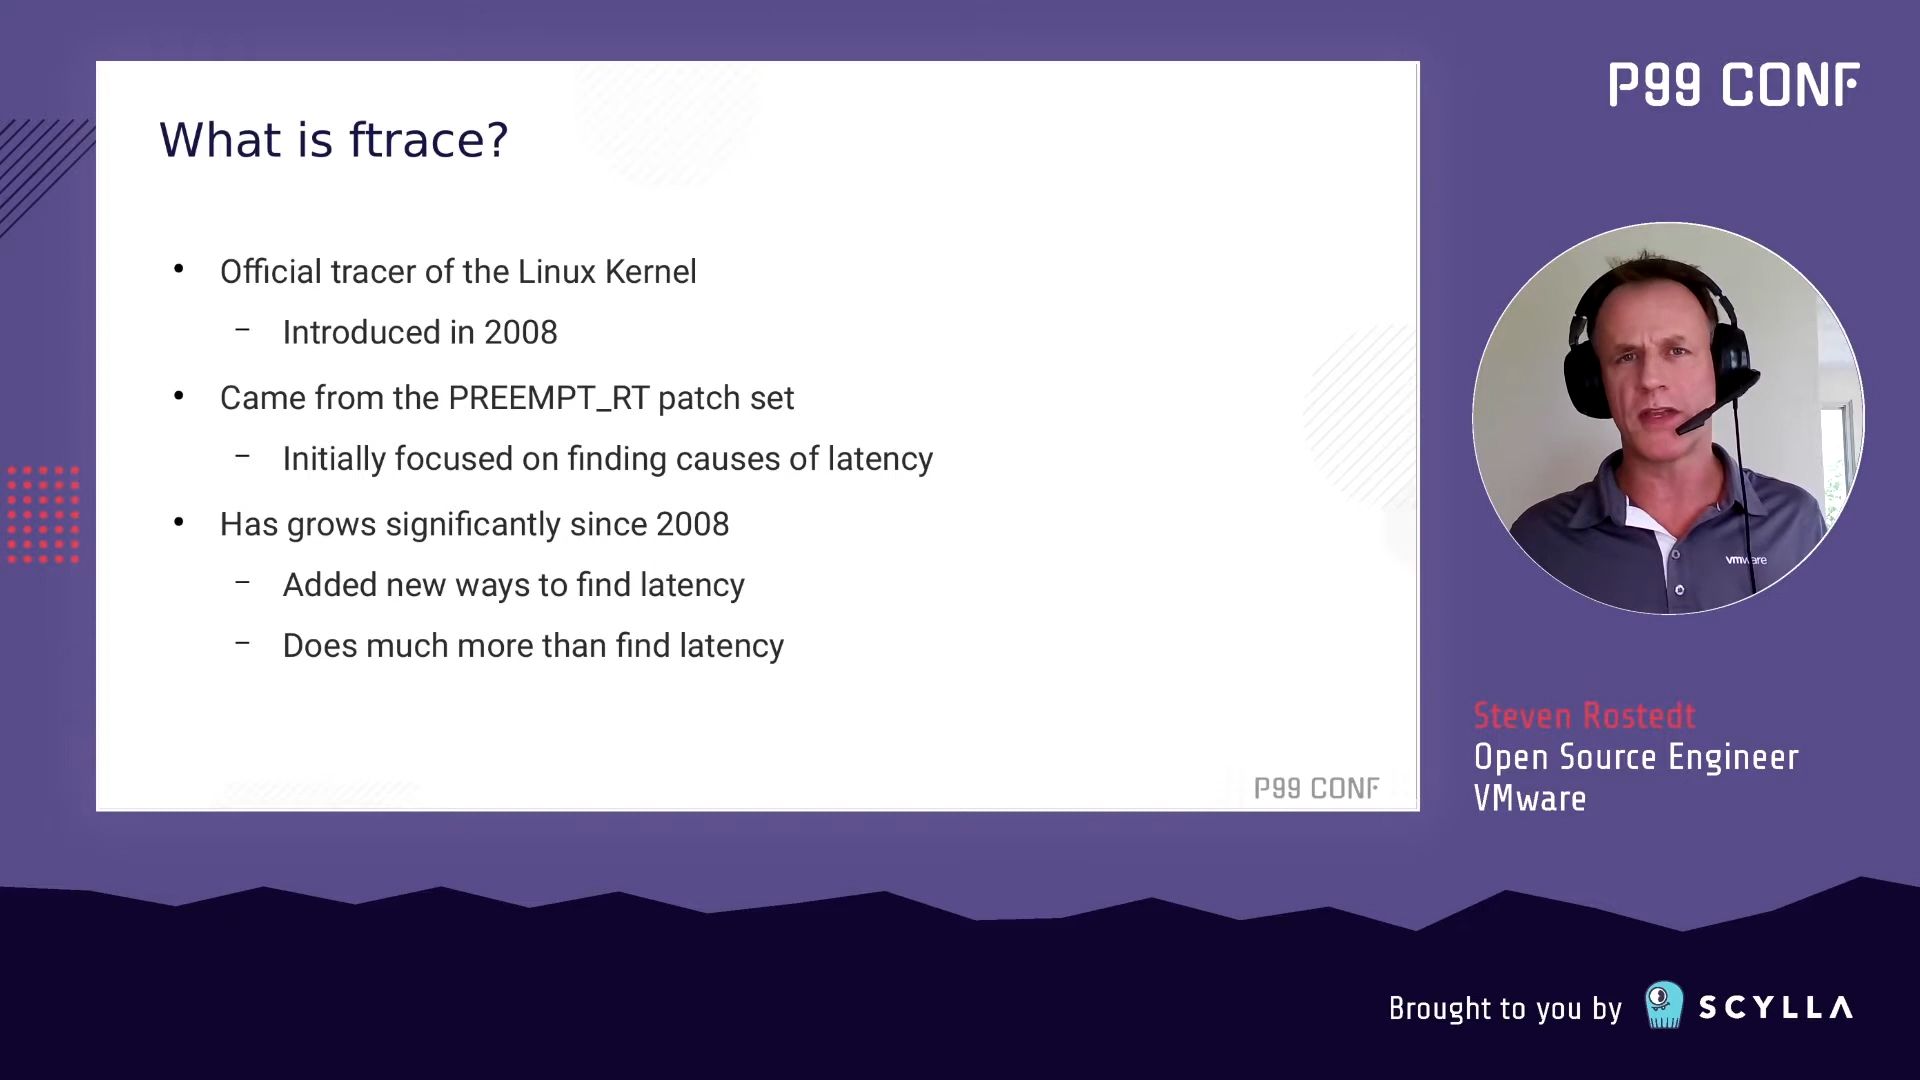 P99 CONF
What is ftrace?
• Official tracer of the Linux Kernel
– Introduced in 2008
• Came from the PREEMPT_RT patch set
– Initially focused on finding causes of latency
• Has grows significantly since 2008
– Added new ways to find latency
– Does much more than find latency
P99 CONF
vmware
Steven Rostedt
Open Source Engineer
VMware
Brought to you by SCYLLA